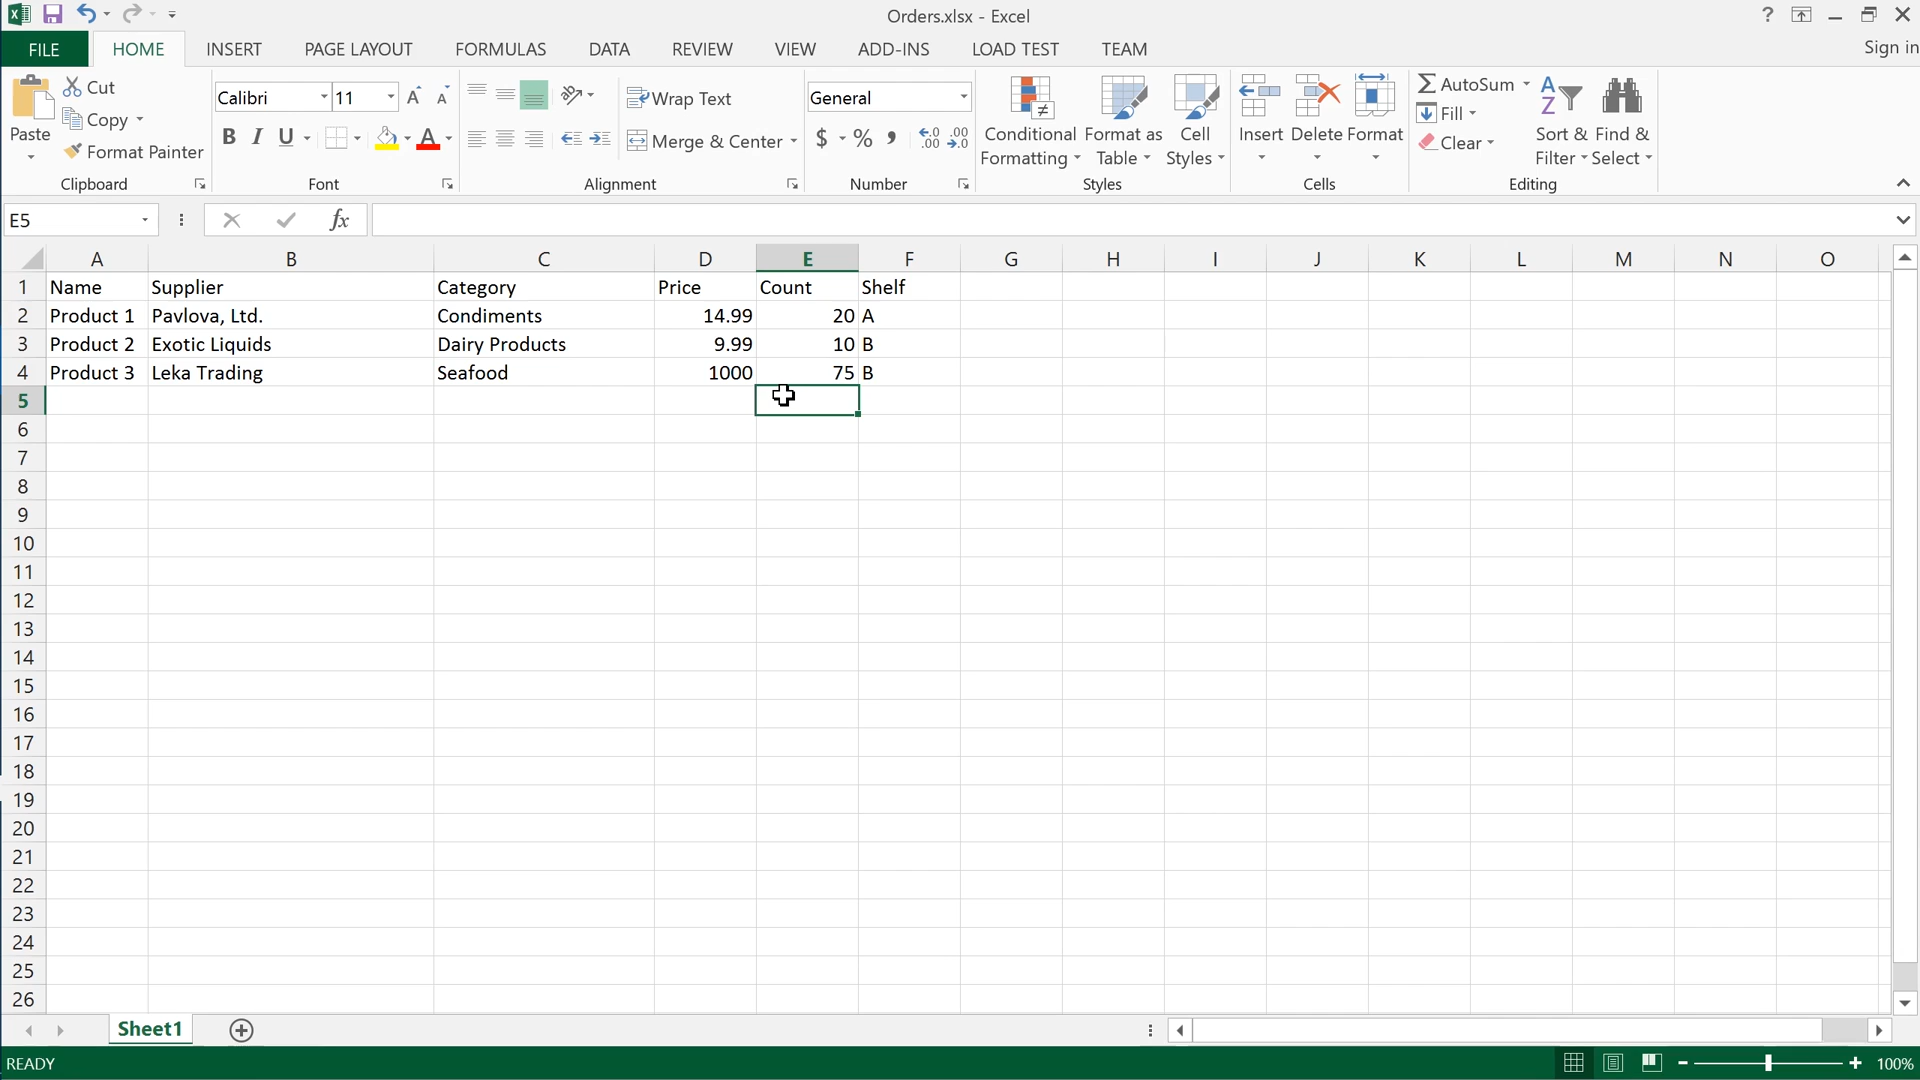 Orders.xlsx - Excel
?
FILE HOME INSERT PAGE LAYOUT FORMULAS DATA REVIEW VIEW ADD-INS LOAD TEST TEAM Sign in
Paste
Cut
Copy
Format Painter
Clipboard
Calibri 11 A A
B I U A
Font
Wrap Text
Merge & Center
Alignment
General
$ % ,
Number
Conditional Formatting
Format as Table
Cell Styles
Styles
Insert Delete Format
Cells
AutoSum
Fill
Clear
Sort & Filter
Find & Select
Editing
E5 fx
A B C D E F G H I J K L M N O
1 Name Supplier Category Price Count Shelf
2 Product 1 Pavlova, Ltd. Condiments 14.99 20 A
3 Product 2 Exotic Liquids Dairy Products 9.99 10 B
4 Product 3 Leka Trading Seafood 1000 75 B
5
6
7
8
9
10
11
12
13
14
15
16
17
18
19
20
21
22
23
24
25
26
Sheet1
READY 100%